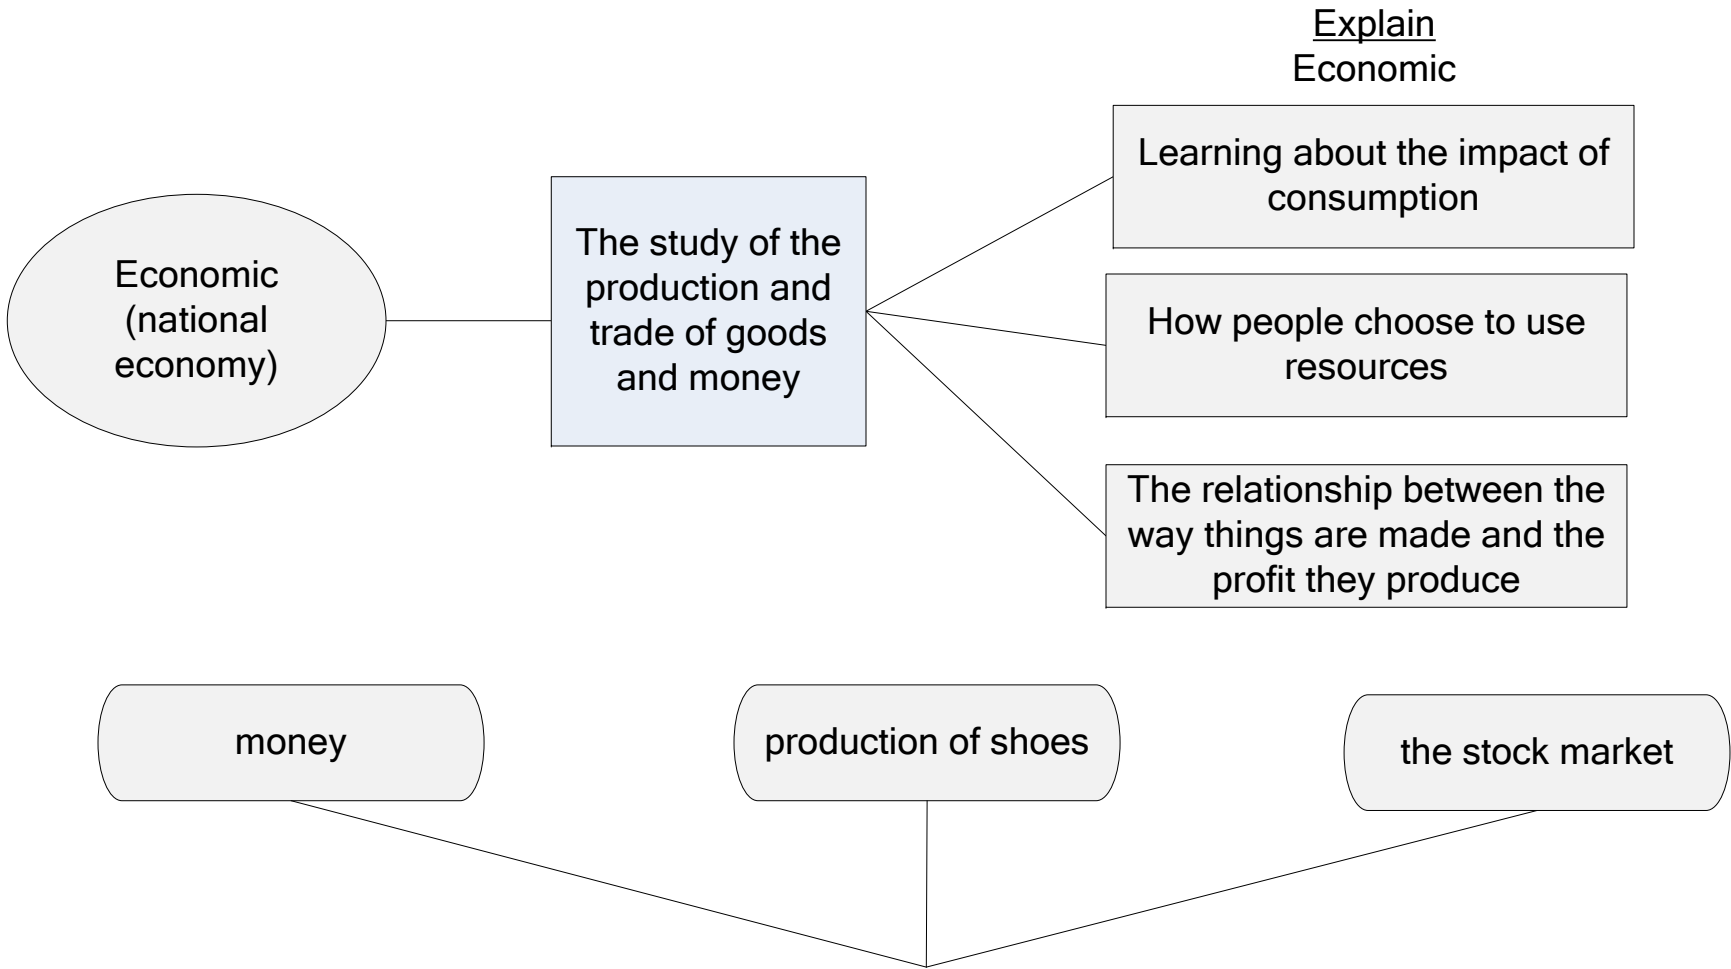 Explain
Economic
Learning about the impact of
consumption
Economic
(national
economy)
The study of the
production and
trade of goods
and money
How people choose to use
resources
The relationship between the
way things are made and the
profit they produce
money
production of shoes
the stock market